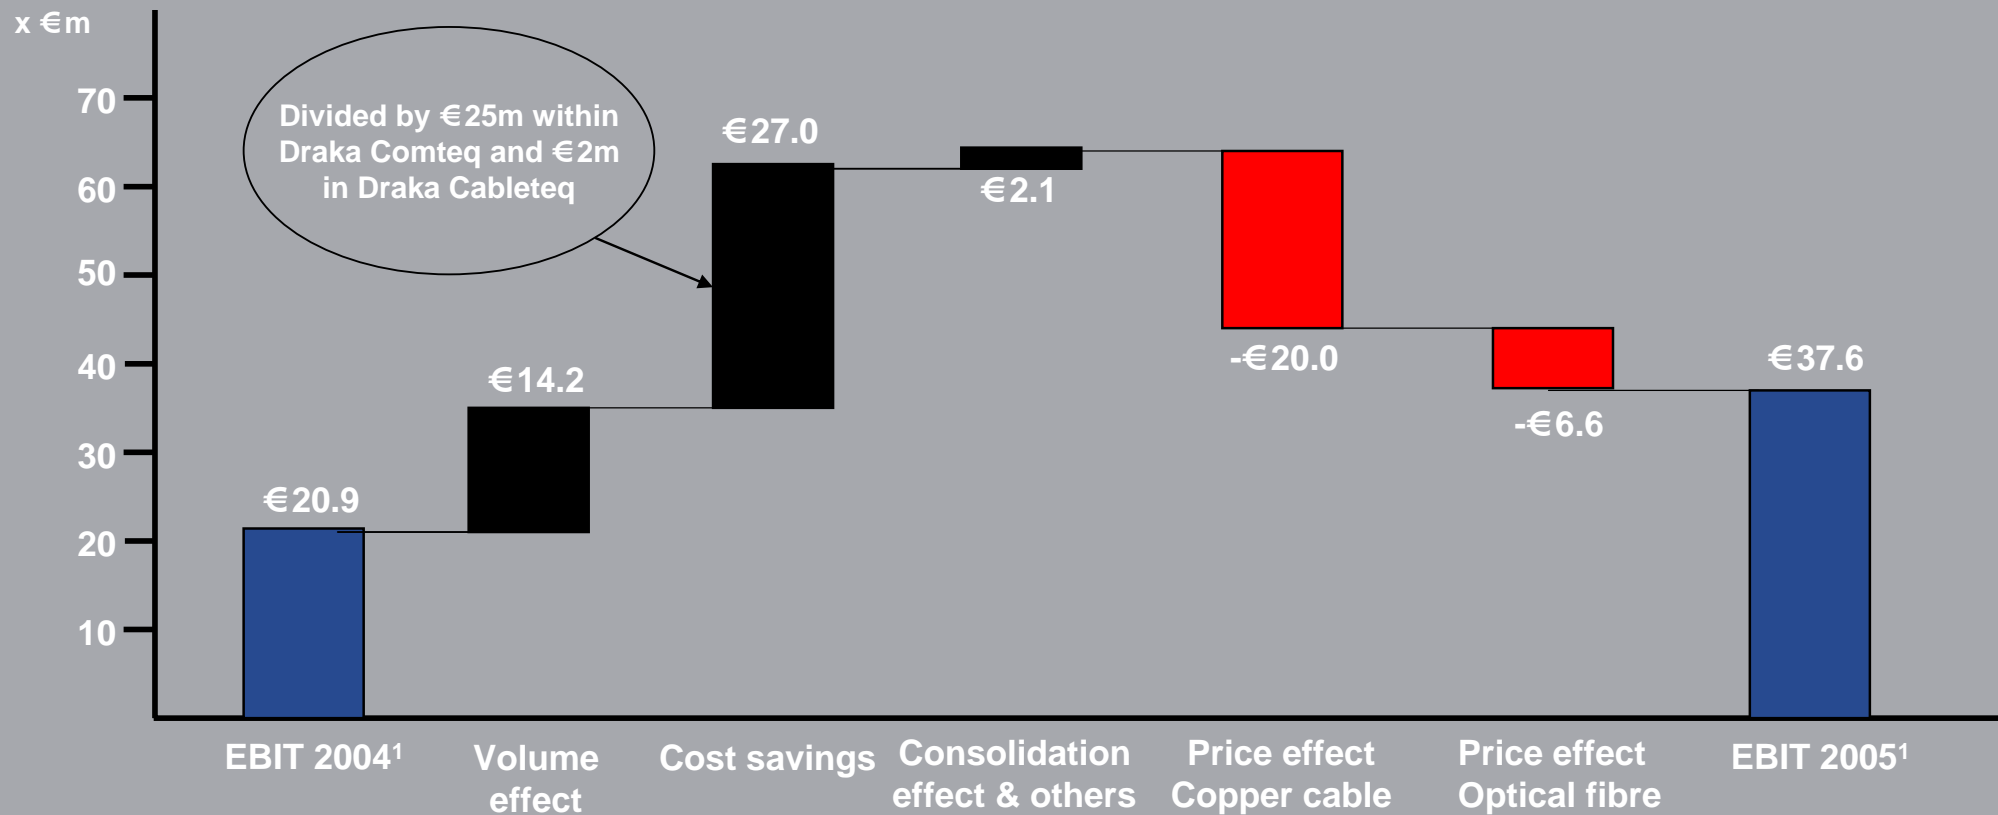 x €m
70
60
50
40
30
20
10
Divided by €25m within
Draka Comteq and €2m
in Draka Cableteq
€20.9
€14.2
€27.0
€2.1
-€20.0
-€6.6
€37.6
EBIT 2004¹
Volume
effect
Cost savings
Consolidation
effect & others
Price effect
Copper cable
Price effect
Optical fibre
EBIT 2005¹